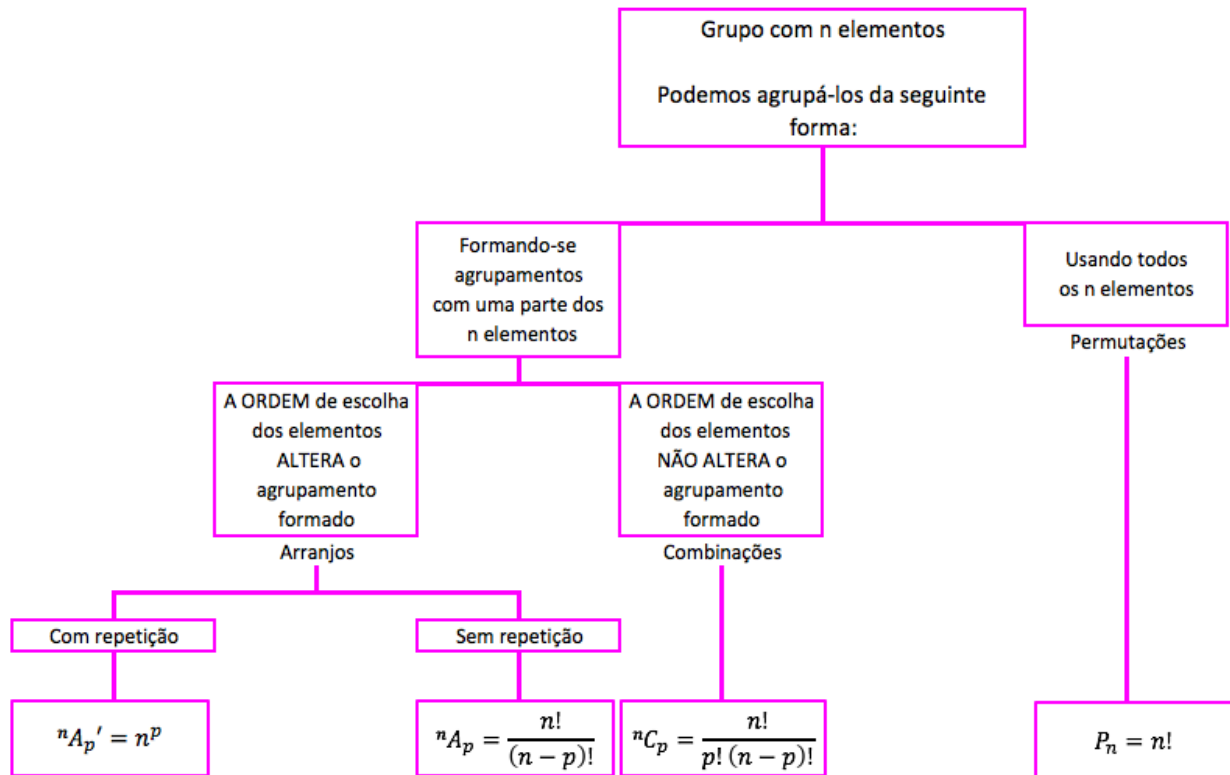 Grupo com n elementos
Podemos agrupá-los da seguinte
forma:
Formando-se
agrupamentos
com uma parte dos
n elementos
Usando todos
os n elementos
Permutações
A ORDEM de escolha
dos elementos
ALTERA o
agrupamento
formado
Arranjos
A ORDEM de escolha
dos elementos
NÃO ALTERA o
agrupamento
formado
Combinações
Com repetição
Sem repetição
$^nA_p{}' = n^p$
$^nA_p = \frac{n!}{(n-p)!}$
$^nC_p = \frac{n!}{p!\,(n-p)!}$
$P_n = n!$